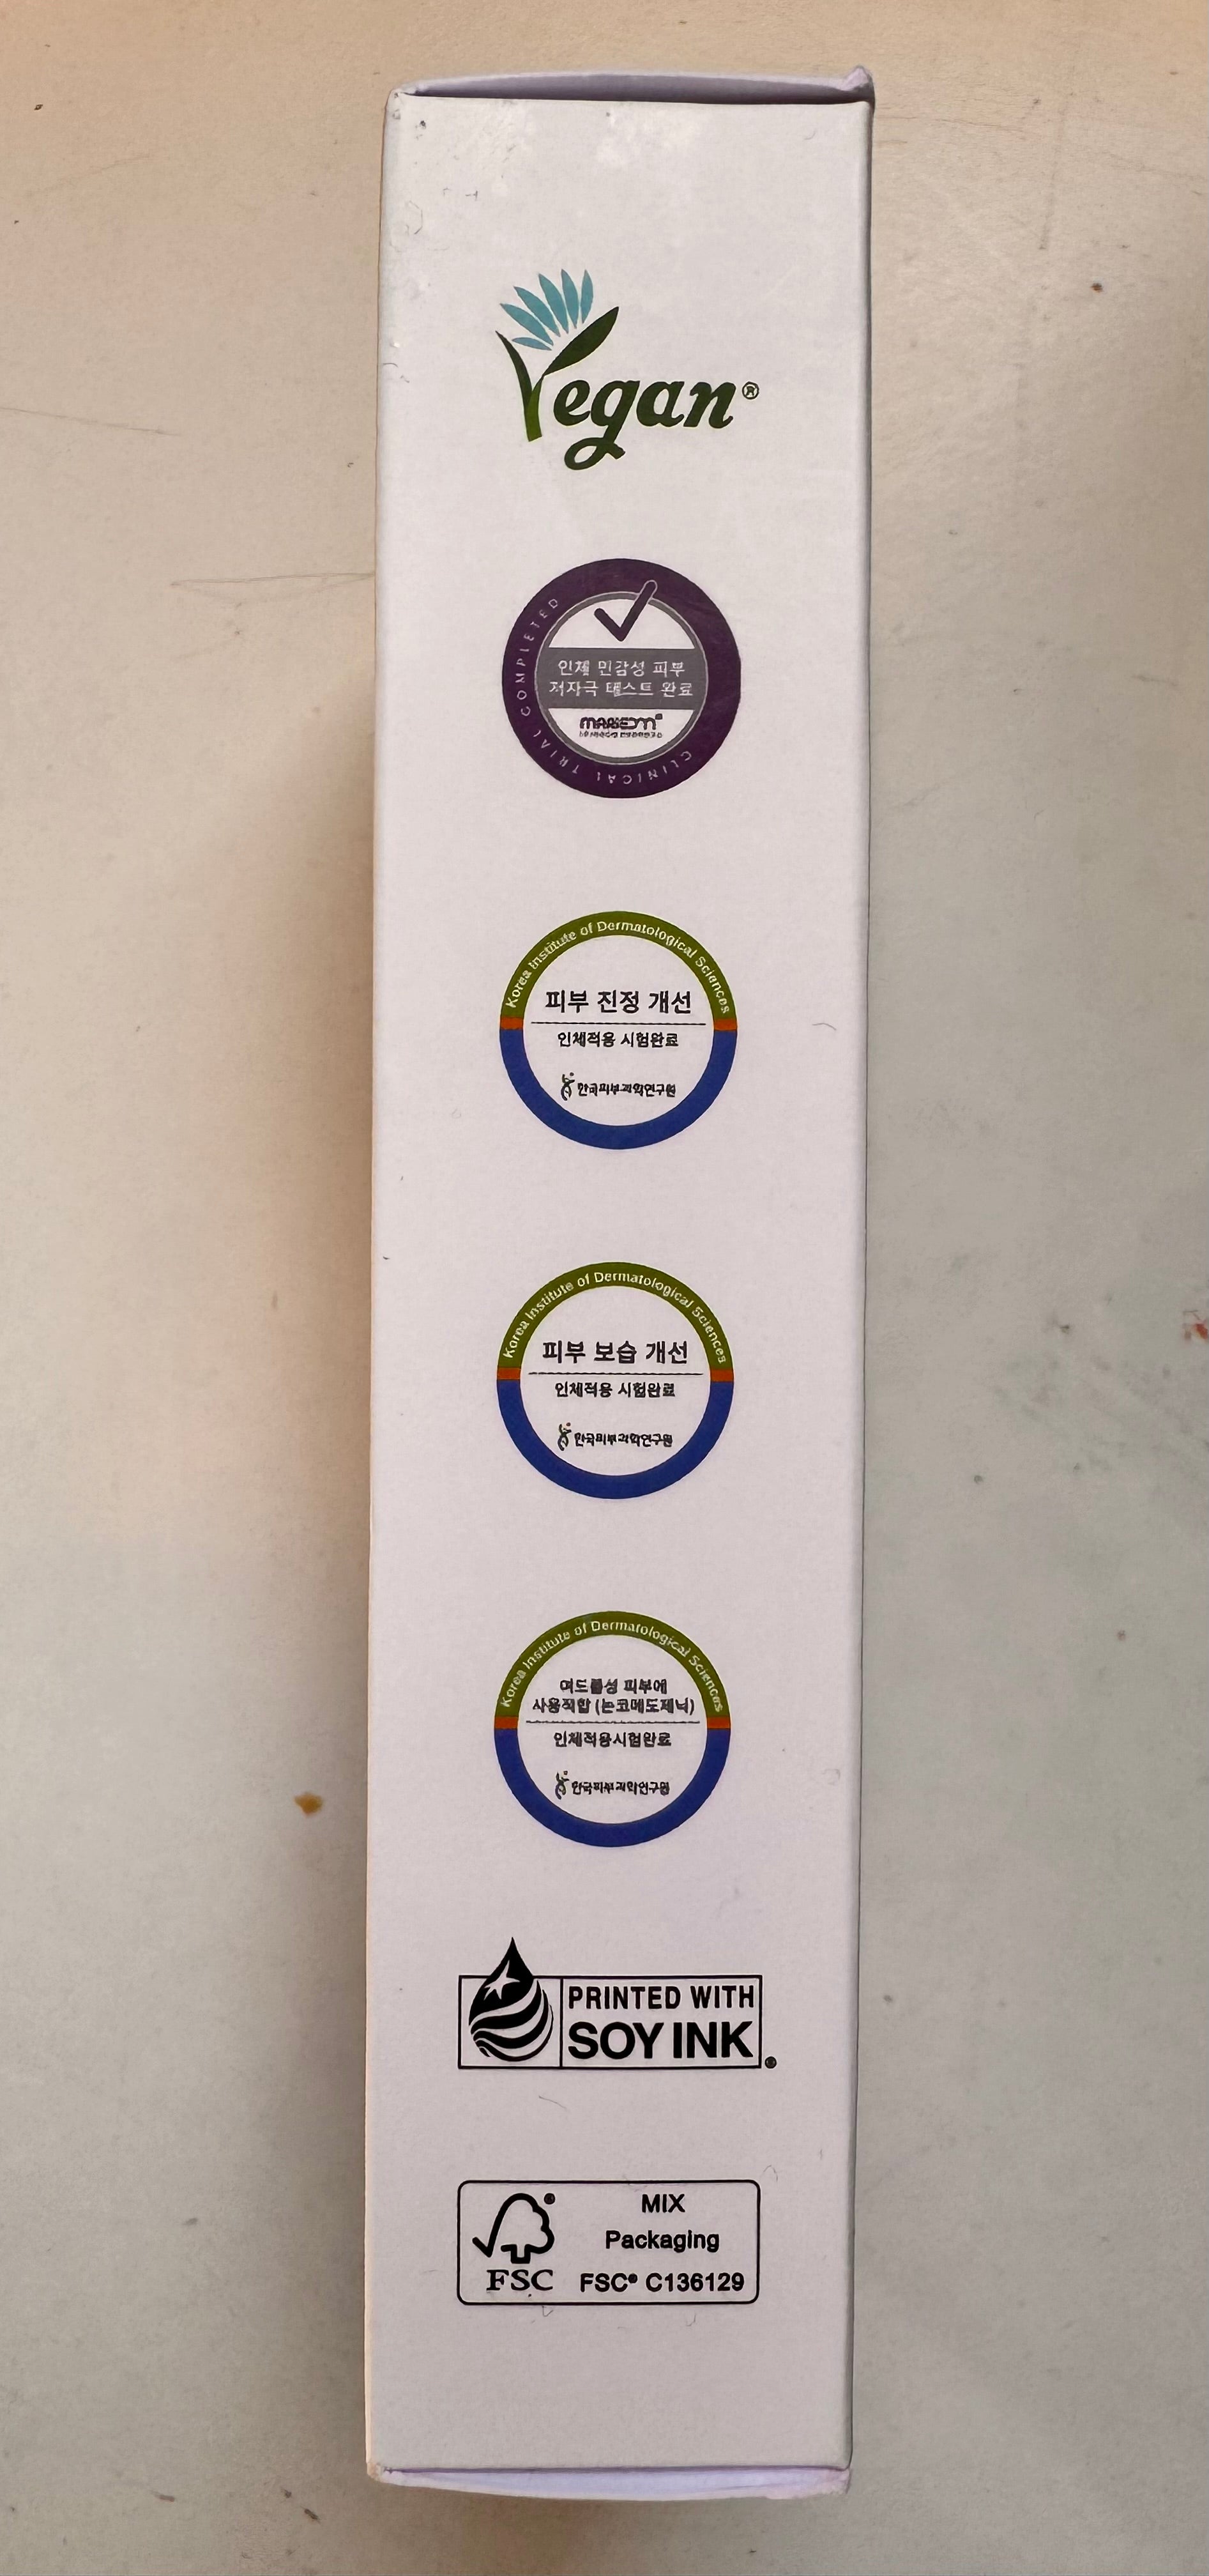 Vegan®
CLINICAL TRIAL COMPLETED
인체 민감성 피부
저자극 테스트 완료
Korea Institute of Dermatological Sciences
피부 진정 개선
인체적용 시험완료
한국피부과학연구원
Korea Institute of Dermatological Sciences
피부 보습 개선
인체적용 시험완료
한국피부과학연구원
Korea Institute of Dermatological Sciences
여드름성 피부에
사용적합 (논코메도제닉)
인체적용시험완료
한국피부과학연구원
PRINTED WITH
SOY INK
®
FSC
MIX
Packaging
FSC® C136129